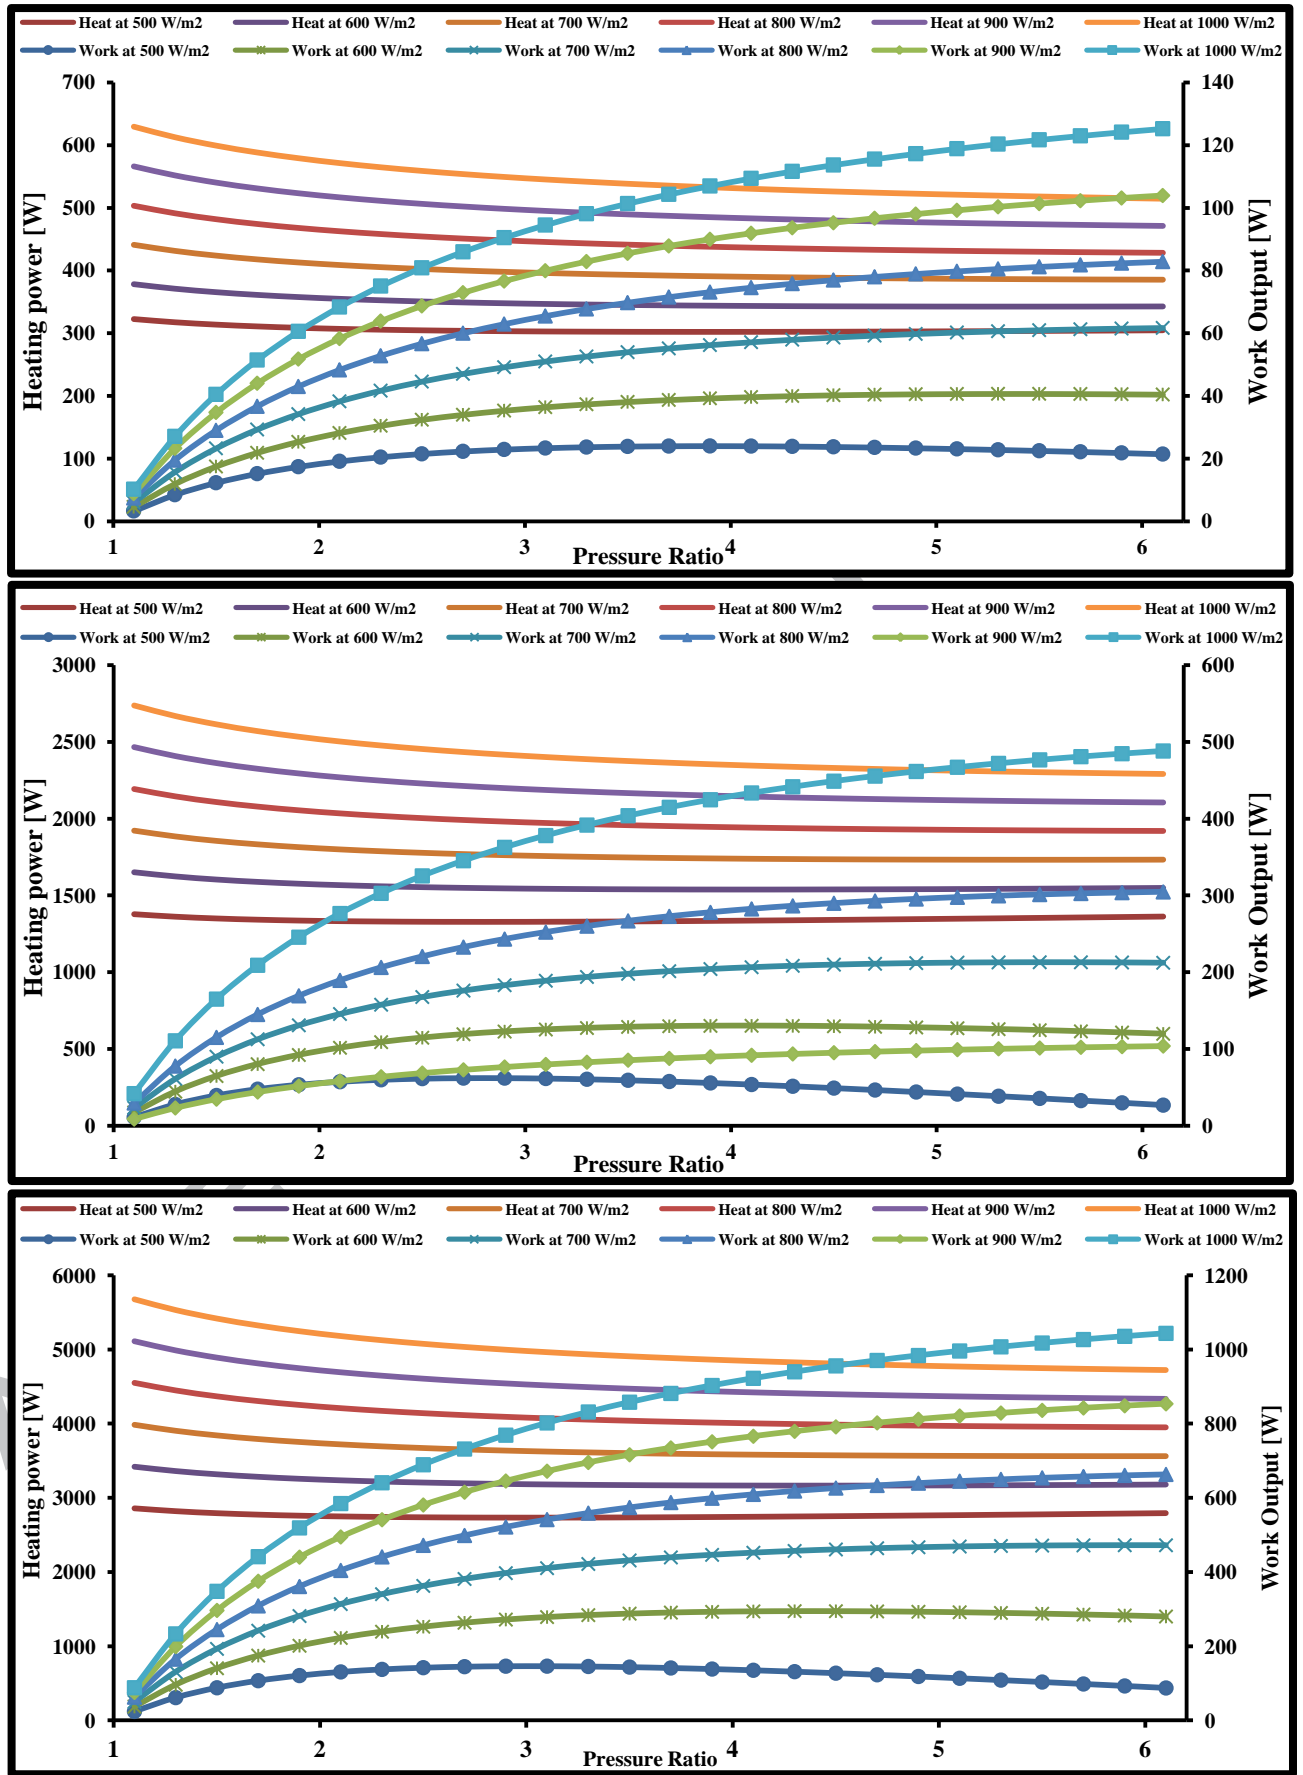 Heat at 500 W/m2 Heat at 600 W/m2 Heat at 700 W/m2 Heat at 800 W/m2 Heat at 900 W/m2 Heat at 1000 W/m2
Work at 500 W/m2 Work at 600 W/m2 Work at 700 W/m2 Work at 800 W/m2 Work at 900 W/m2 Work at 1000 W/m2
700 140
600 120
500 100
400 80
300 60
200 40
100 20
0 0
Heating power [W]
Work Output [W]
1 2 3 4 5 6
Pressure Ratio
Heat at 500 W/m2 Heat at 600 W/m2 Heat at 700 W/m2 Heat at 800 W/m2 Heat at 900 W/m2 Heat at 1000 W/m2
Work at 500 W/m2 Work at 600 W/m2 Work at 700 W/m2 Work at 800 W/m2 Work at 900 W/m2 Work at 1000 W/m2
3000 600
2500 500
2000 400
1500 300
1000 200
500 100
0 0
Heating power [W]
Work Output [W]
1 2 3 4 5 6
Pressure Ratio
Heat at 500 W/m2 Heat at 600 W/m2 Heat at 700 W/m2 Heat at 800 W/m2 Heat at 900 W/m2 Heat at 1000 W/m2
Work at 500 W/m2 Work at 600 W/m2 Work at 700 W/m2 Work at 800 W/m2 Work at 900 W/m2 Work at 1000 W/m2
6000 1200
5000 1000
4000 800
3000 600
2000 400
1000 200
0 0
Heating power [W]
Work Output [W]
1 2 3 4 5 6
Pressure Ratio